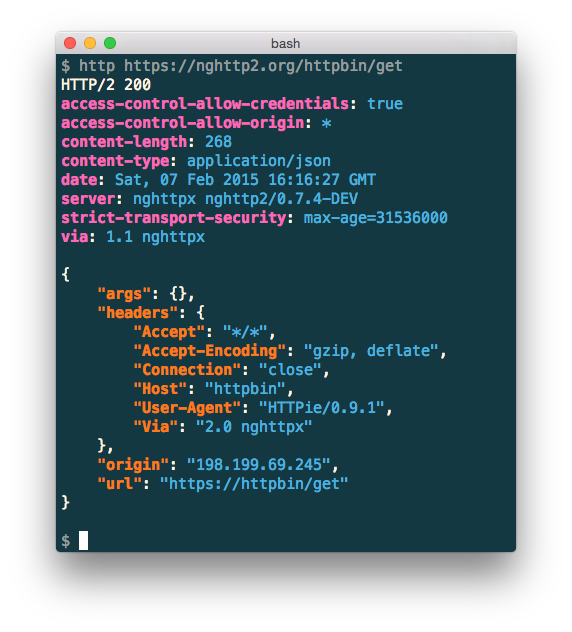 bash
$ http https://nghttp2.org/httpbin/get
HTTP/2 200
access-control-allow-credentials: true
access-control-allow-origin: *
content-length: 268
content-type: application/json
date: Sat, 07 Feb 2015 16:16:27 GMT
server: nghttpx nghttp2/0.7.4-DEV
strict-transport-security: max-age=31536000
via: 1.1 nghttpx

{
    "args": {},
    "headers": {
        "Accept": "*/*",
        "Accept-Encoding": "gzip, deflate",
        "Connection": "close",
        "Host": "httpbin",
        "User-Agent": "HTTPie/0.9.1",
        "Via": "2.0 nghttpx"
    },
    "origin": "198.199.69.245",
    "url": "https://httpbin/get"
}

$